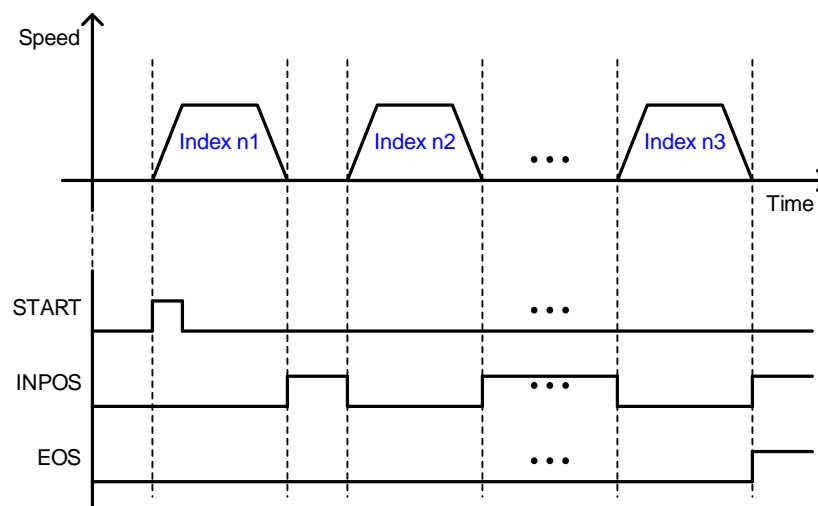 Speed
Index n1
Index n2
Index n3
Time
START
INPOS
EOS